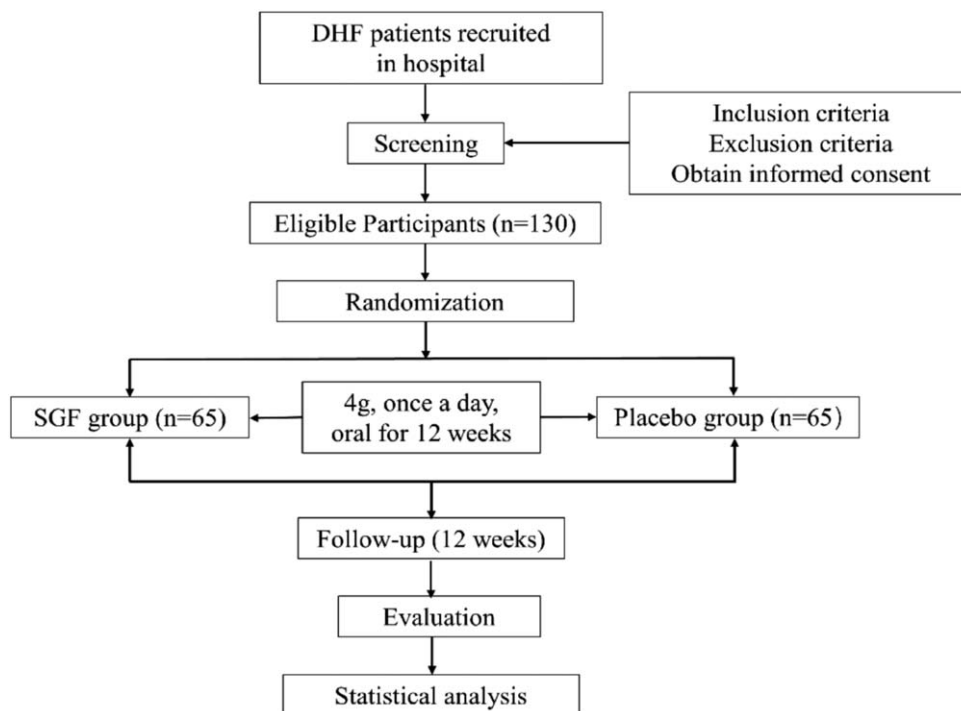 DHF patients recruited
in hospital
Screening
Inclusion criteria
Exclusion criteria
Obtain informed consent
Eligible Participants (n=130)
Randomization
SGF group (n=65)
4g, once a day,
oral for 12 weeks
Placebo group (n=65)
Follow-up (12 weeks)
Evaluation
Statistical analysis